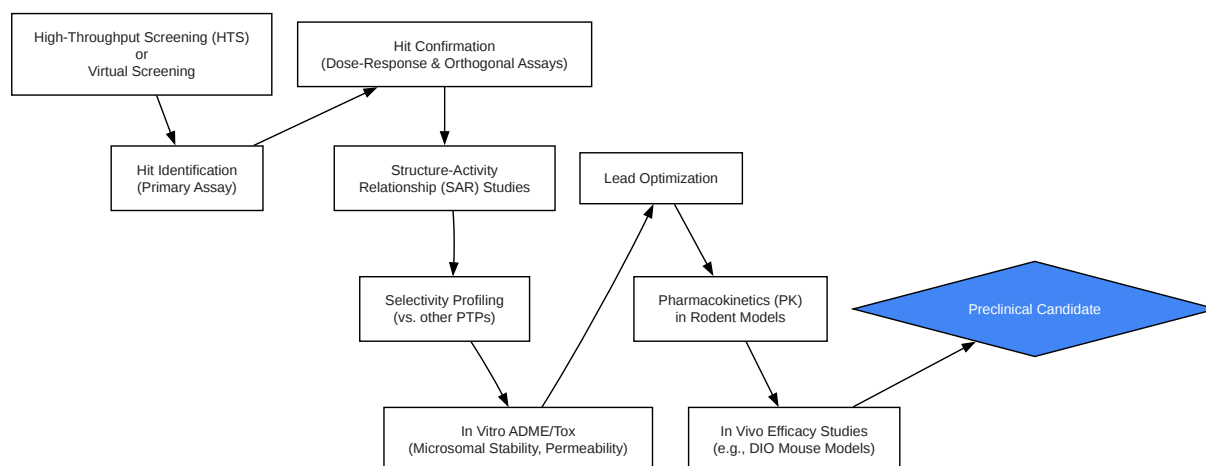 High-Throughput Screening (HTS)
or
Virtual Screening
Hit Identification
(Primary Assay)
Hit Confirmation
(Dose-Response & Orthogonal Assays)
Structure-Activity
Relationship (SAR) Studies
Selectivity Profiling
(vs. other PTPs)
In Vitro ADME/Tox
(Microsomal Stability, Permeability)
Lead Optimization
Pharmacokinetics (PK)
in Rodent Models
In Vivo Efficacy Studies
(e.g., DIO Mouse Models)
Preclinical Candidate